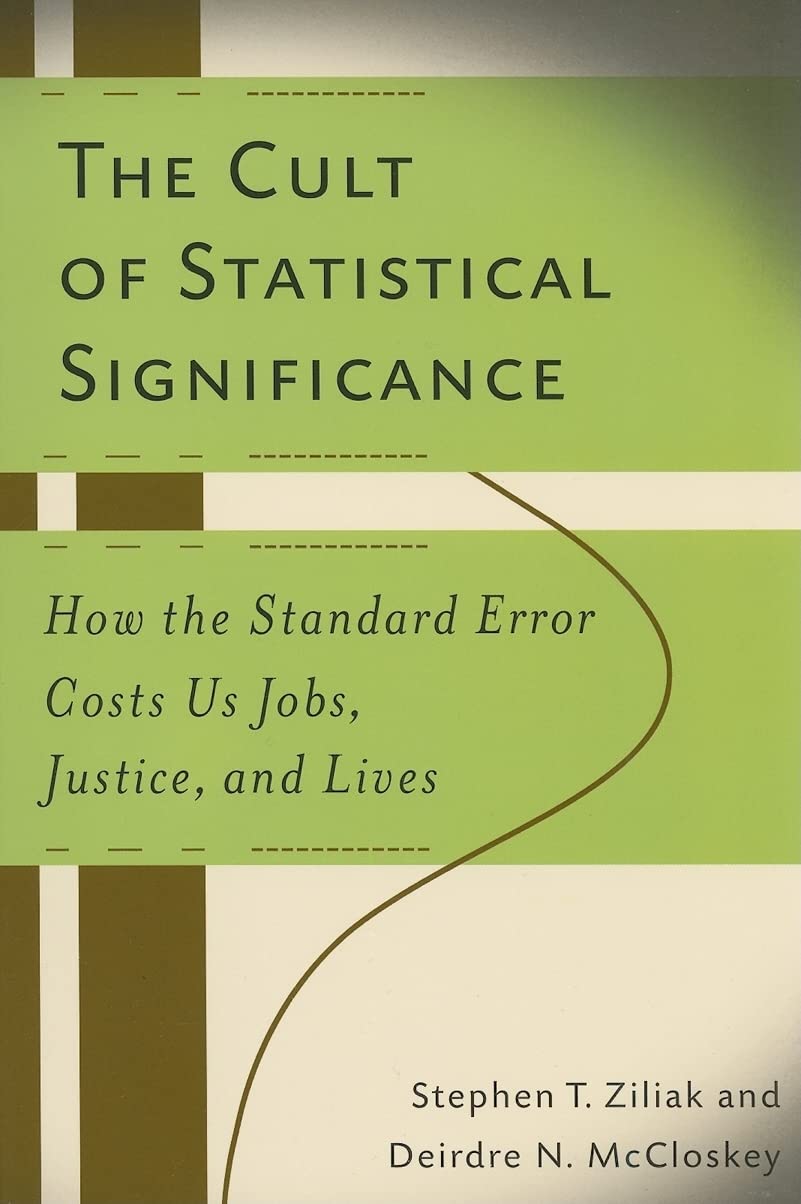 The Cult
of Statistical
Significance
How the Standard Error
Costs Us Jobs,
Justice, and Lives
Stephen T. Ziliak and
Deirdre N. McCloskey